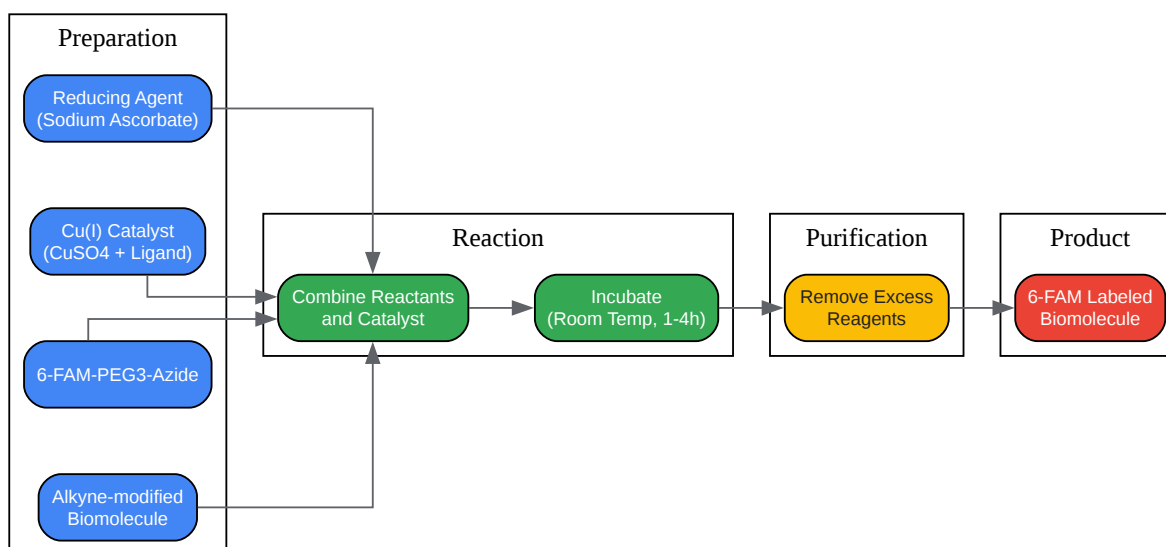 Preparation
Reducing Agent
(Sodium Ascorbate)
Cu(I) Catalyst
(CuSO4 + Ligand)
6-FAM-PEG3-Azide
Alkyne-modified
Biomolecule
Reaction
Combine Reactants
and Catalyst
Incubate
(Room Temp, 1-4h)
Purification
Remove Excess
Reagents
Product
6-FAM Labeled
Biomolecule